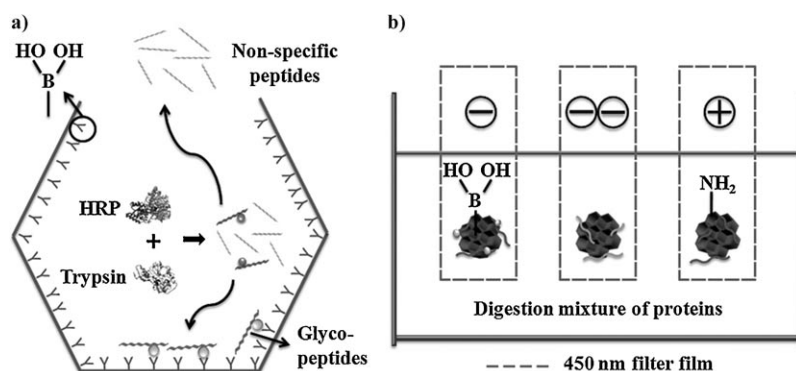 a)
HO OH
B
Non-specific
peptides
HRP
+
Trypsin
Glyco-
peptides
b)
− −− +
HO OH
B
NH₂
Digestion mixture of proteins
450 nm filter film